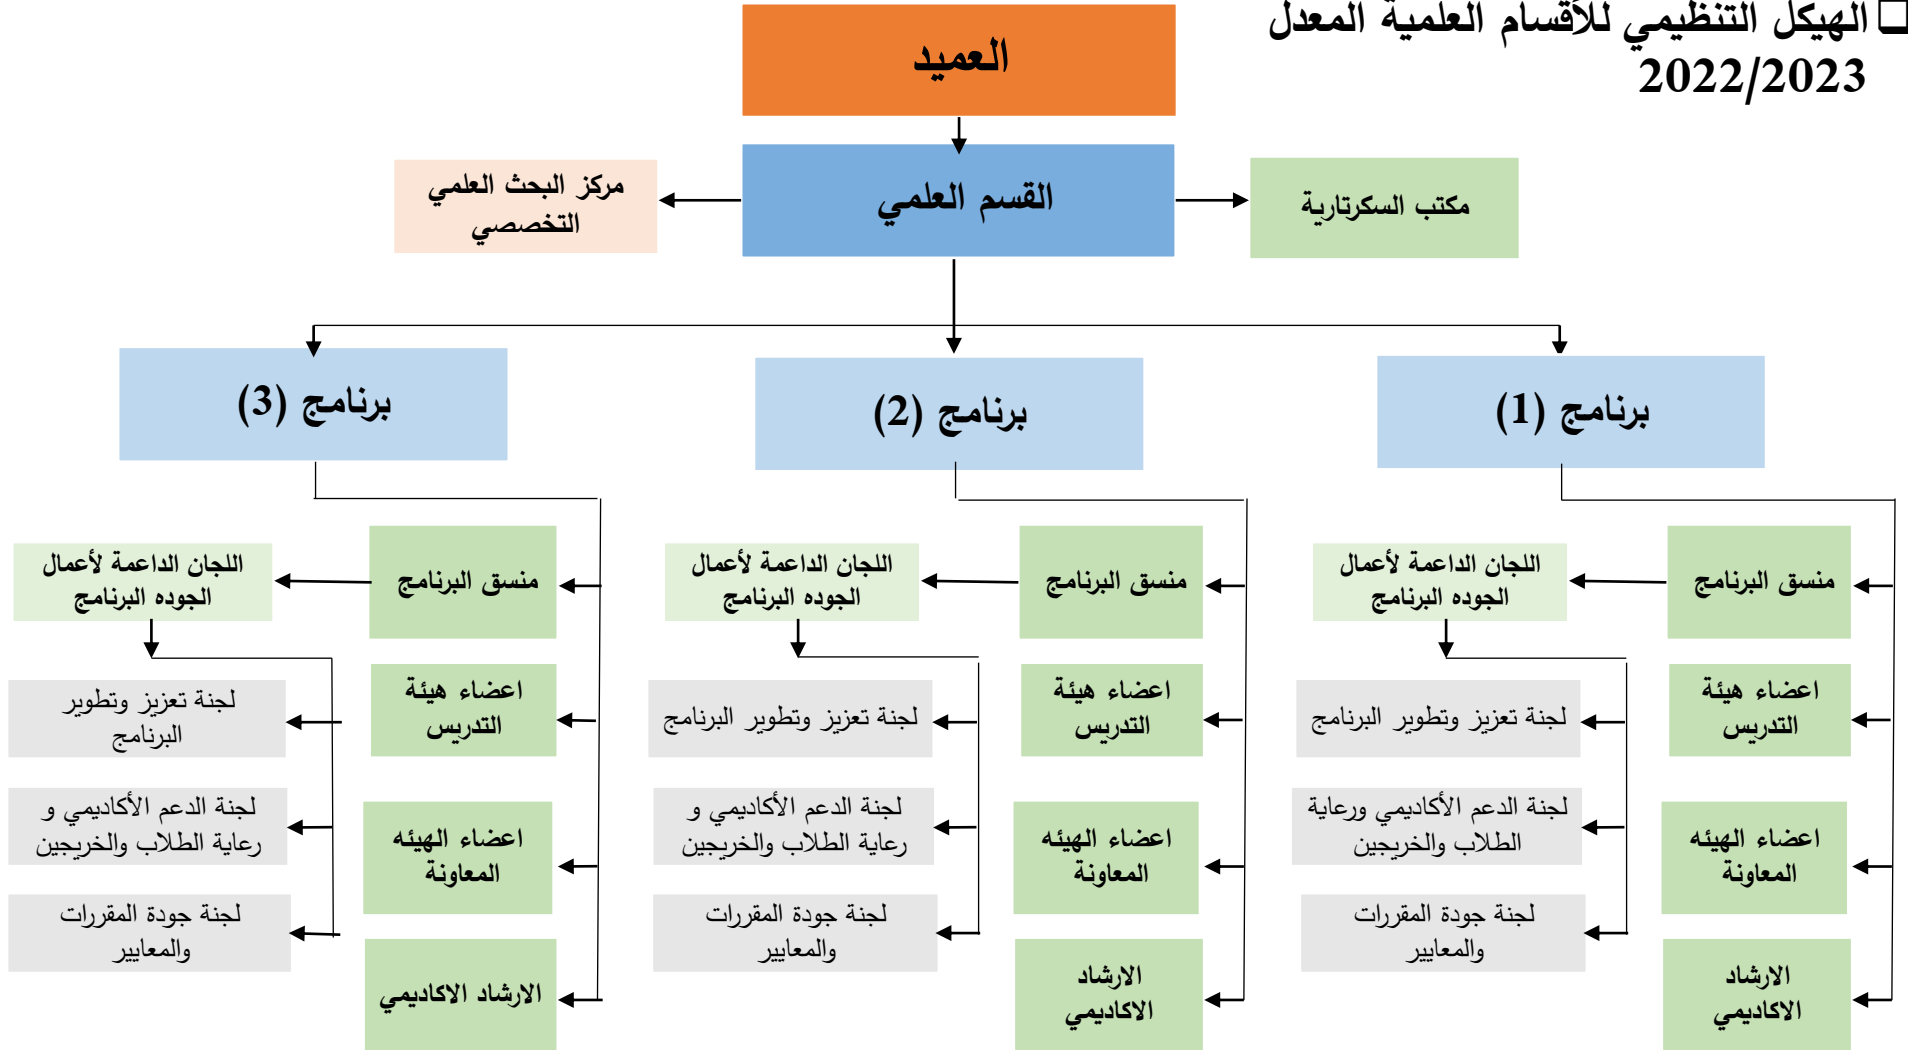 الهيكل التنظيمي للأقسام العلمية المعدل
2022/2023
العميد
القسم العلمي
مكتب السكرتارية
مركز البحث العلمي
التخصصي
برنامج (1)
برنامج (2)
برنامج (3)
منسق البرنامج
اللجان الداعمة لأعمال
الجوده البرنامج
اعضاء هيئة
التدريس
لجنة تعزيز وتطوير البرنامج
اعضاء الهيئه
المعاونة
لجنة الدعم الأكاديمي ورعاية
الطلاب والخريجين
الارشاد
الاكاديمي
لجنة جودة المقررات
والمعايير
منسق البرنامج
اللجان الداعمة لأعمال
الجوده البرنامج
اعضاء هيئة
التدريس
لجنة تعزيز وتطوير البرنامج
اعضاء الهيئه
المعاونة
لجنة الدعم الأكاديمي و
رعاية الطلاب والخريجين
الارشاد
الاكاديمي
لجنة جودة المقررات
والمعايير
منسق البرنامج
اللجان الداعمة لأعمال
الجوده البرنامج
اعضاء هيئة
التدريس
لجنة تعزيز وتطوير
البرنامج
اعضاء الهيئه
المعاونة
لجنة الدعم الأكاديمي و
رعاية الطلاب والخريجين
الارشاد الاكاديمي
لجنة جودة المقررات
والمعايير